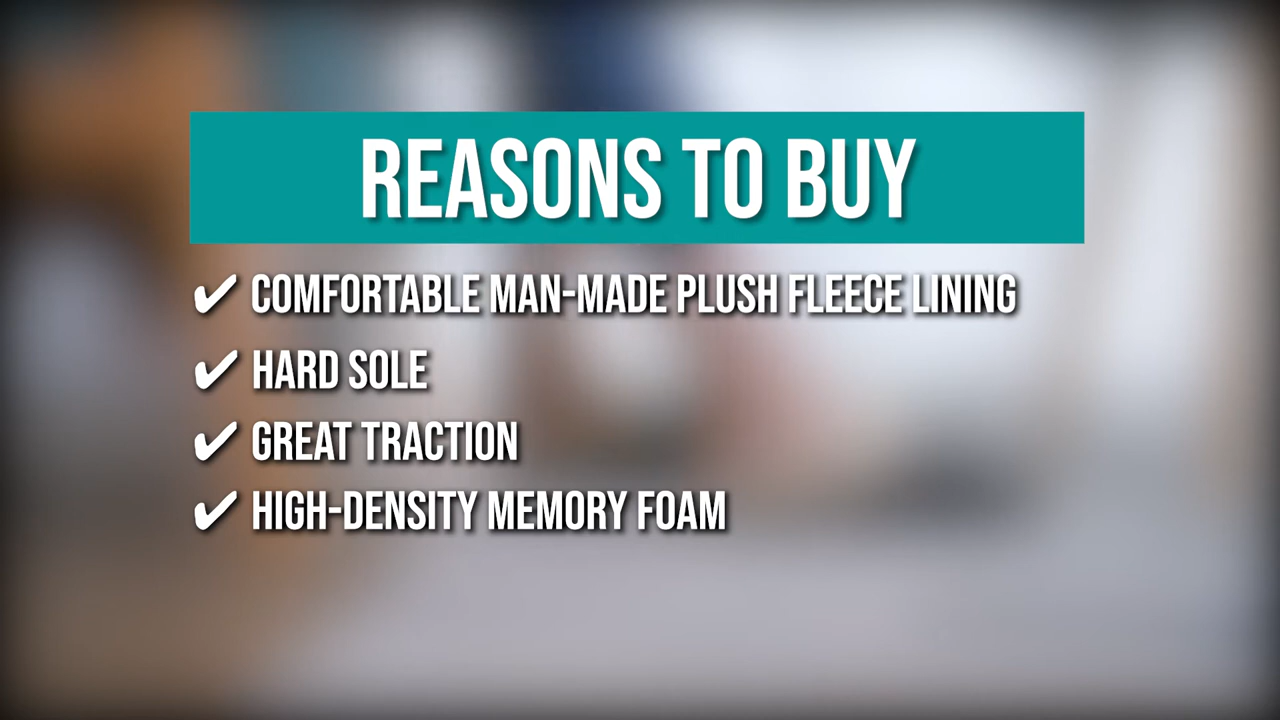 REASONS TO BUY
✔ COMFORTABLE MAN-MADE PLUSH FLEECE LINING
✔ HARD SOLE
✔ GREAT TRACTION
✔ HIGH-DENSITY MEMORY FOAM